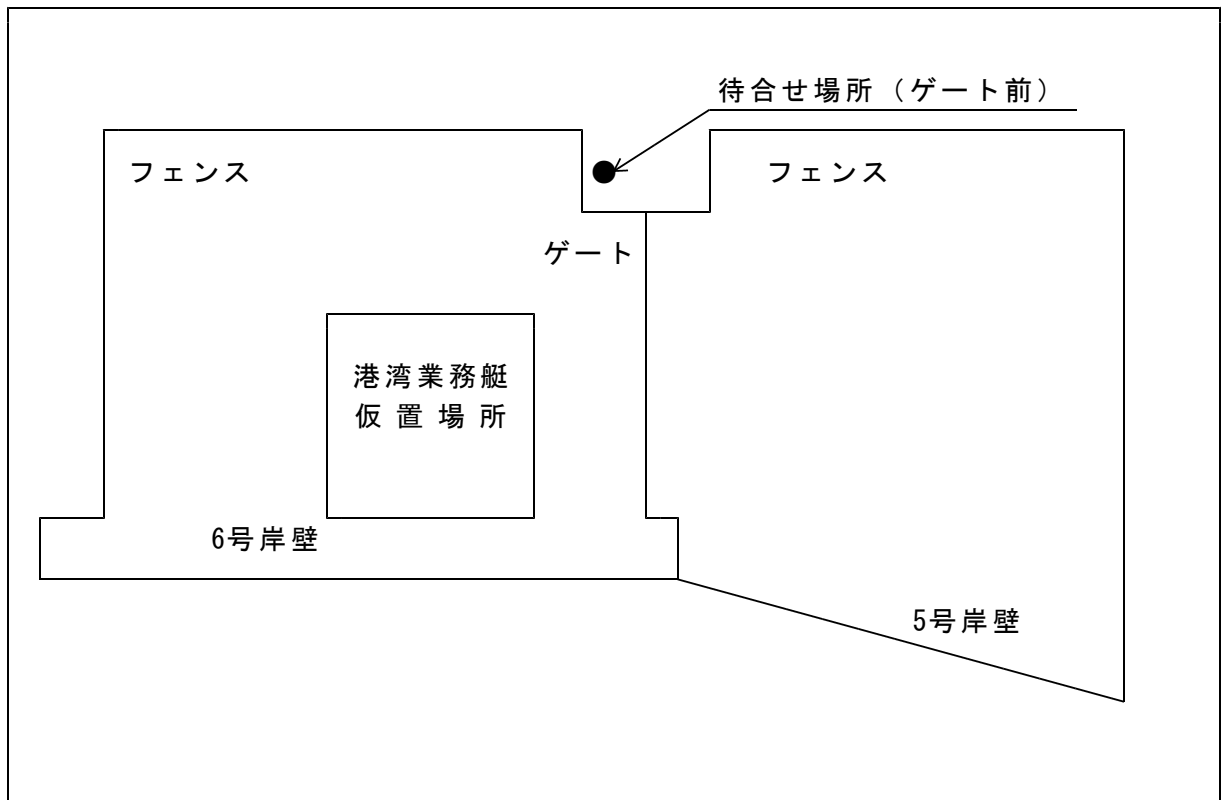 待合せ場所（ゲート前）
フェンス
フェンス
ゲート
港湾業務艇
仮置場所
6号岸壁
5号岸壁